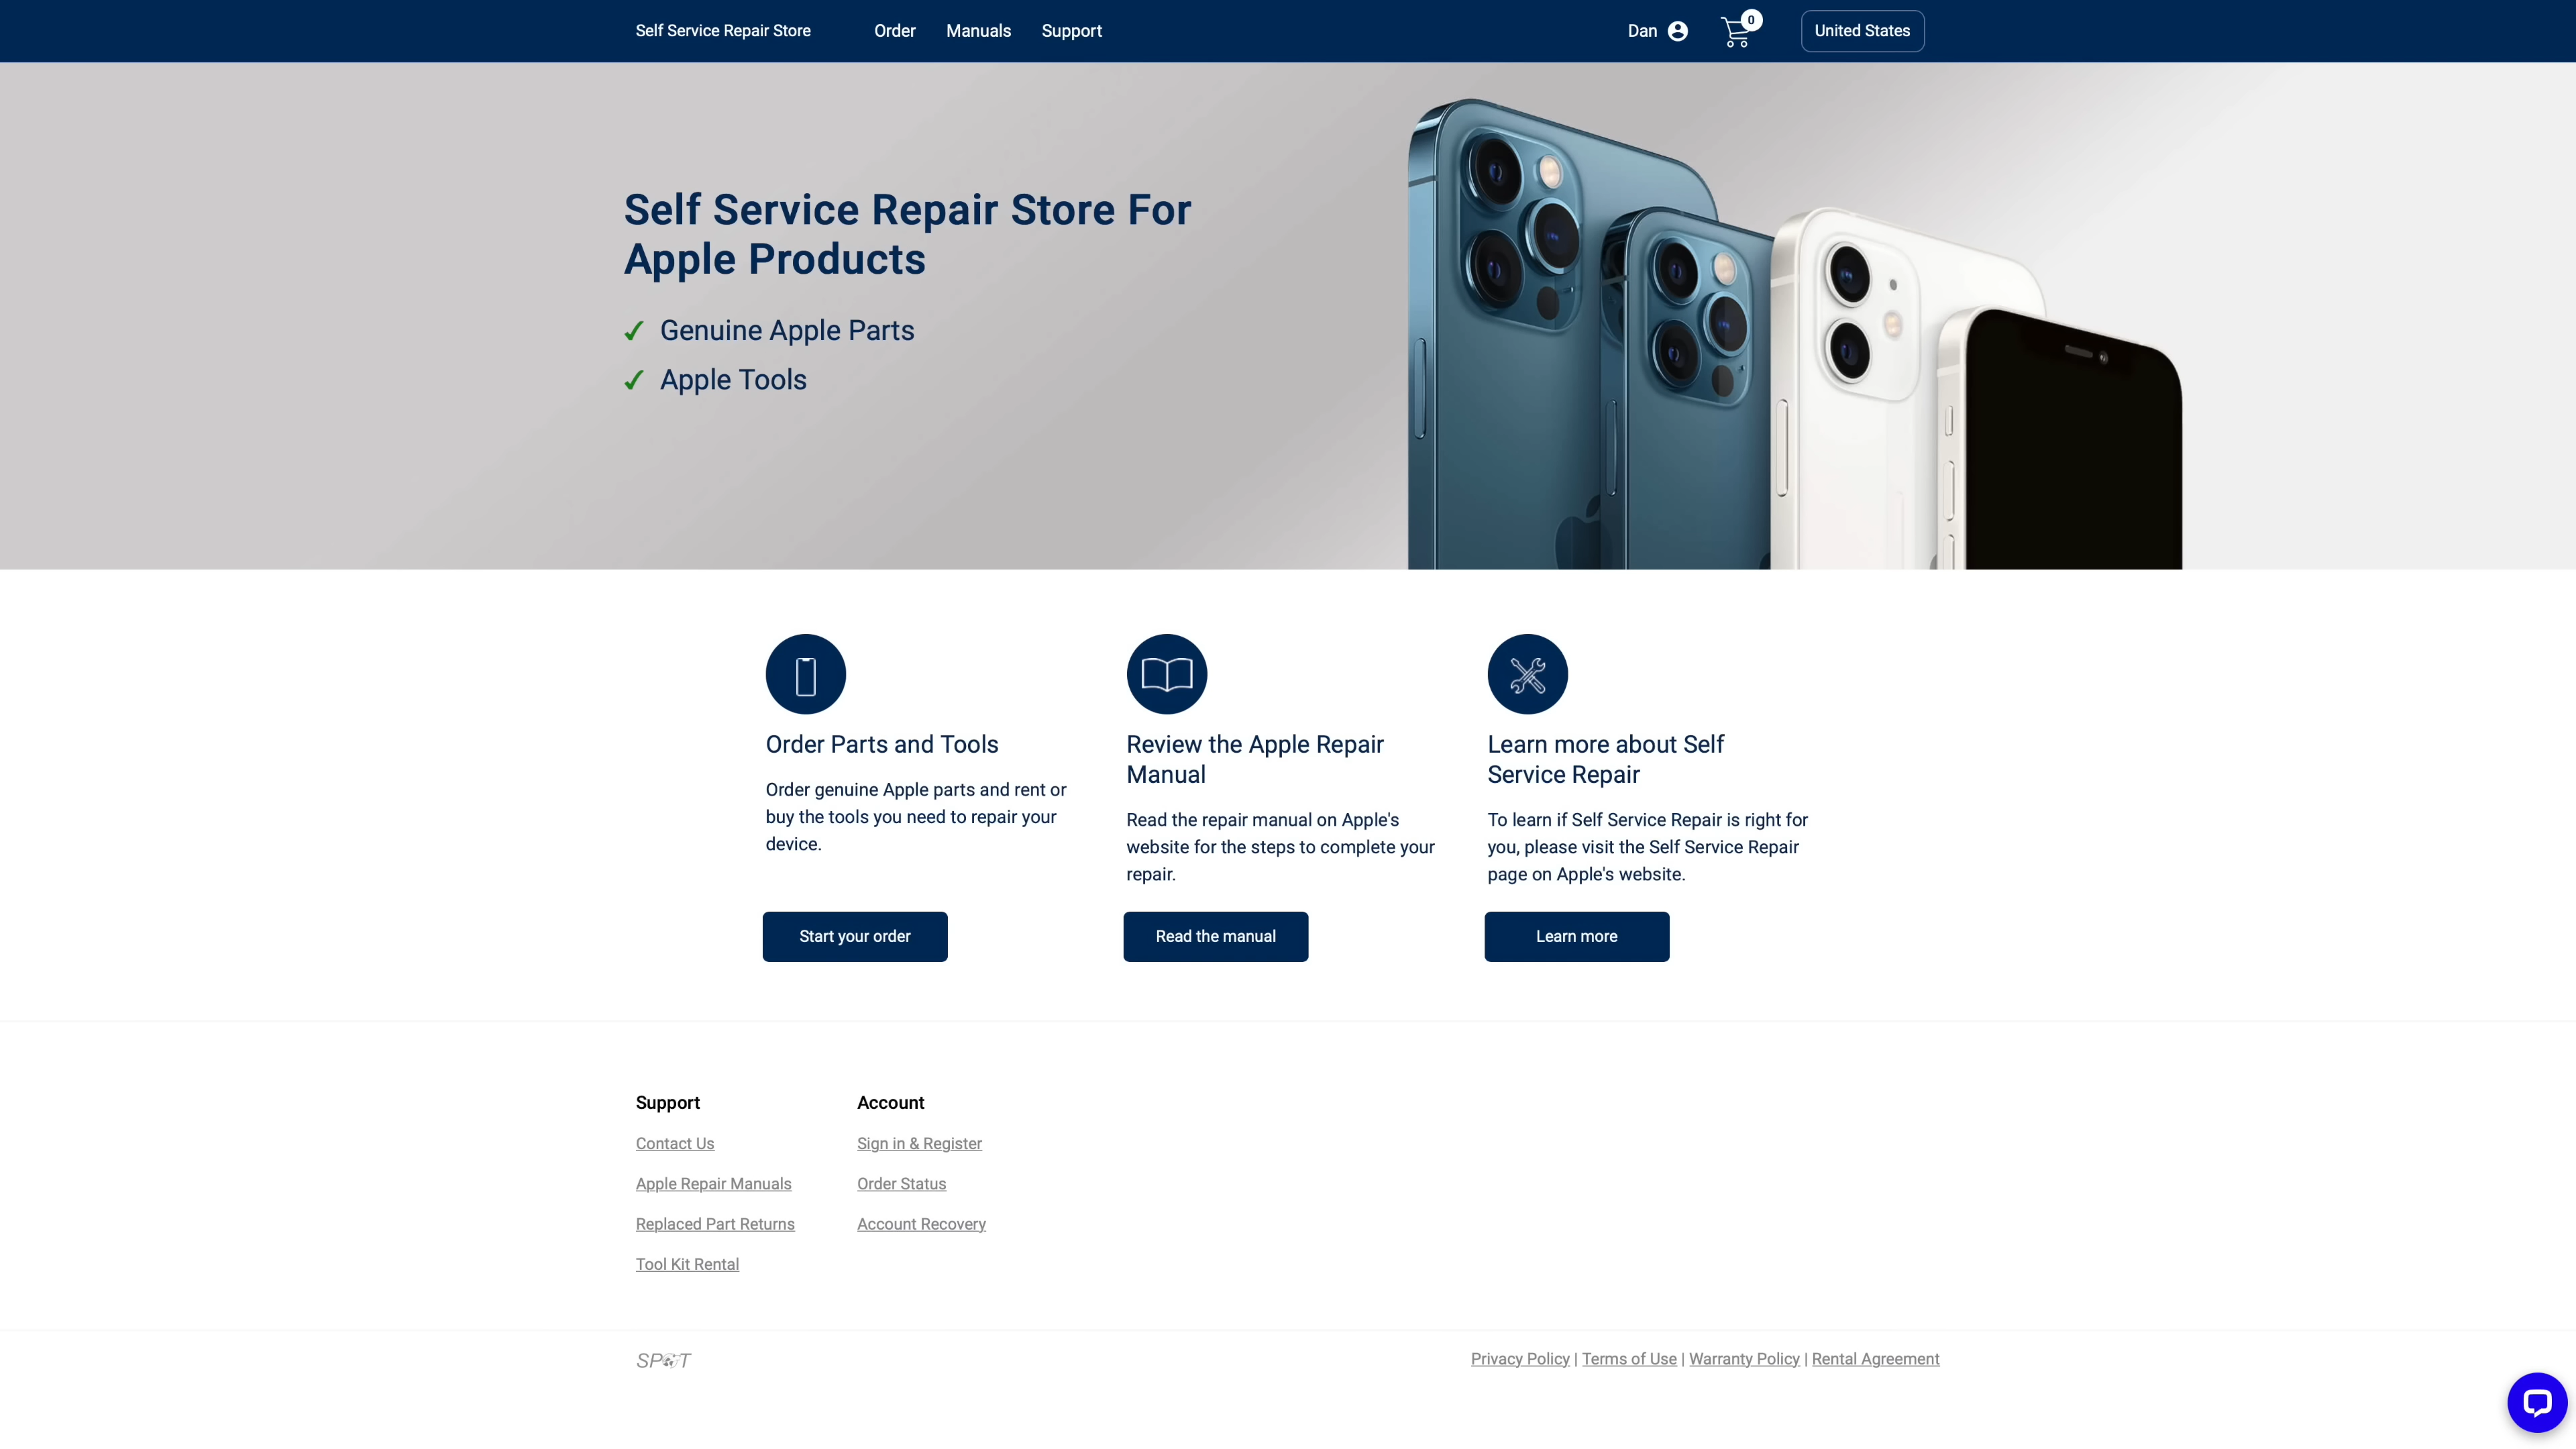 Self Service Repair Store Order Manuals Support Dan 0 United States
Self Service Repair Store For
Apple Products
✓ Genuine Apple Parts
✓ Apple Tools
Order Parts and Tools
Order genuine Apple parts and rent or
buy the tools you need to repair your
device.
Start your order
Review the Apple Repair
Manual
Read the repair manual on Apple's
website for the steps to complete your
repair.
Read the manual
Learn more about Self
Service Repair
To learn if Self Service Repair is right for
you, please visit the Self Service Repair
page on Apple's website.
Learn more
Support
Contact Us
Apple Repair Manuals
Replaced Part Returns
Tool Kit Rental
Account
Sign in & Register
Order Status
Account Recovery
SPOT
Privacy Policy | Terms of Use | Warranty Policy | Rental Agreement